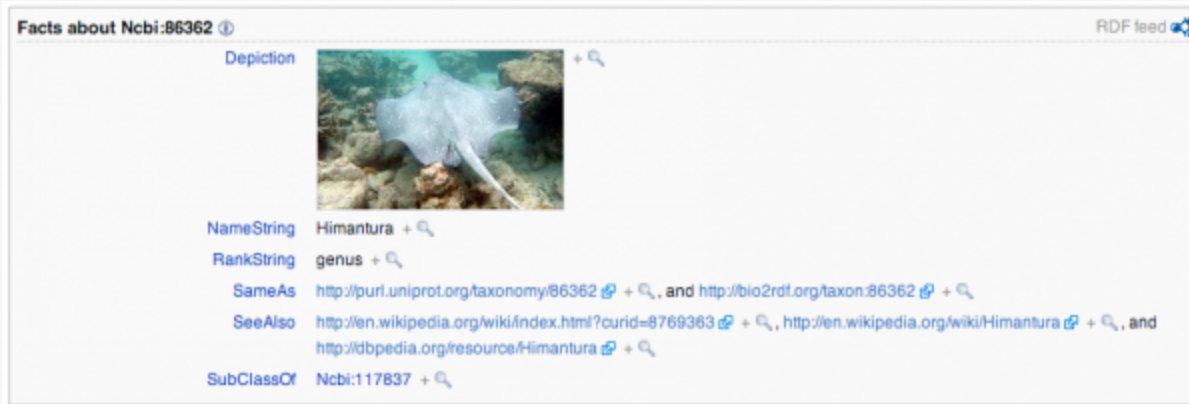 Facts about Ncbi:86362
RDF feed
Depiction +
NameString Himantura +
RankString genus +
SameAs http://purl.uniprot.org/taxonomy/86362 + , and http://bio2rdf.org/taxon:86362 +
SeeAlso http://en.wikipedia.org/wiki/index.html?curid=8769363 + , http://en.wikipedia.org/wiki/Himantura + , and
http://dbpedia.org/resource/Himantura +
SubClassOf Ncbi:117837 +